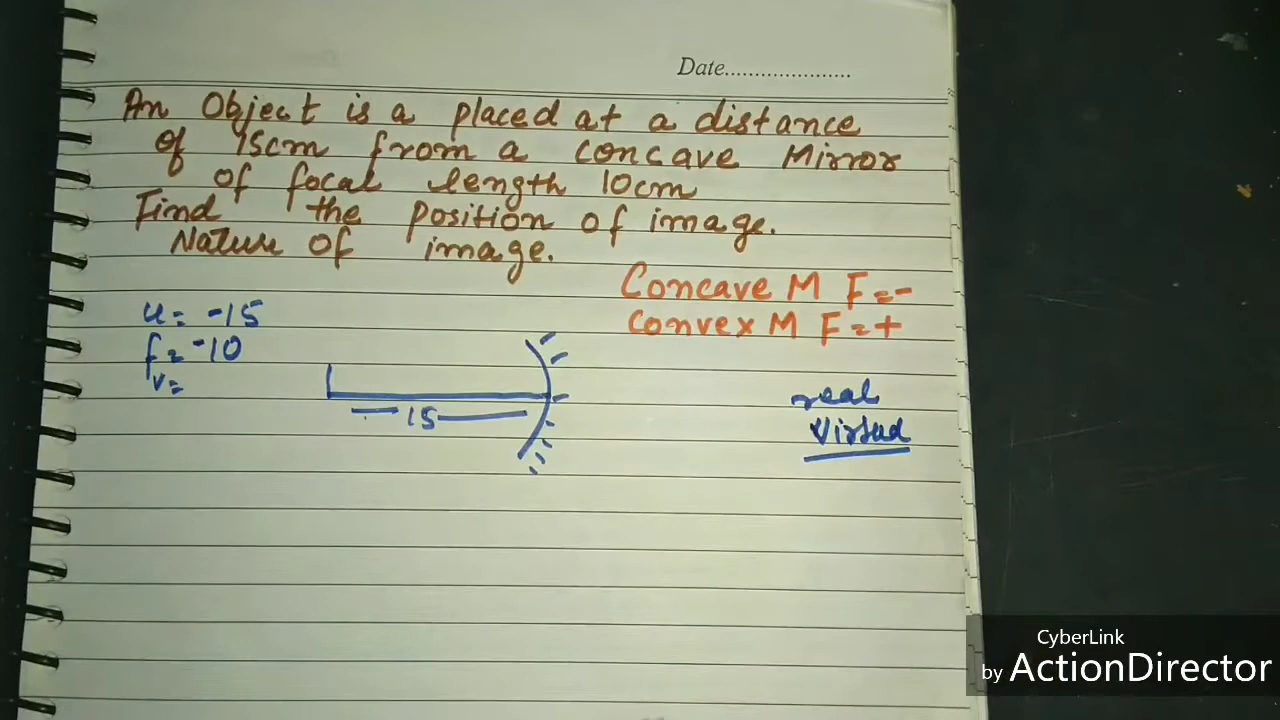 Date.....................
An Object is a placed at a distance
of 15cm from a concave Mirror
of focal length 10cm
Find the position of image.
Nature of image.
Concave M F=-
Convex M F=+
u= -15
f= -10
v=
15
real
Virtual
CyberLink
by ActionDirector